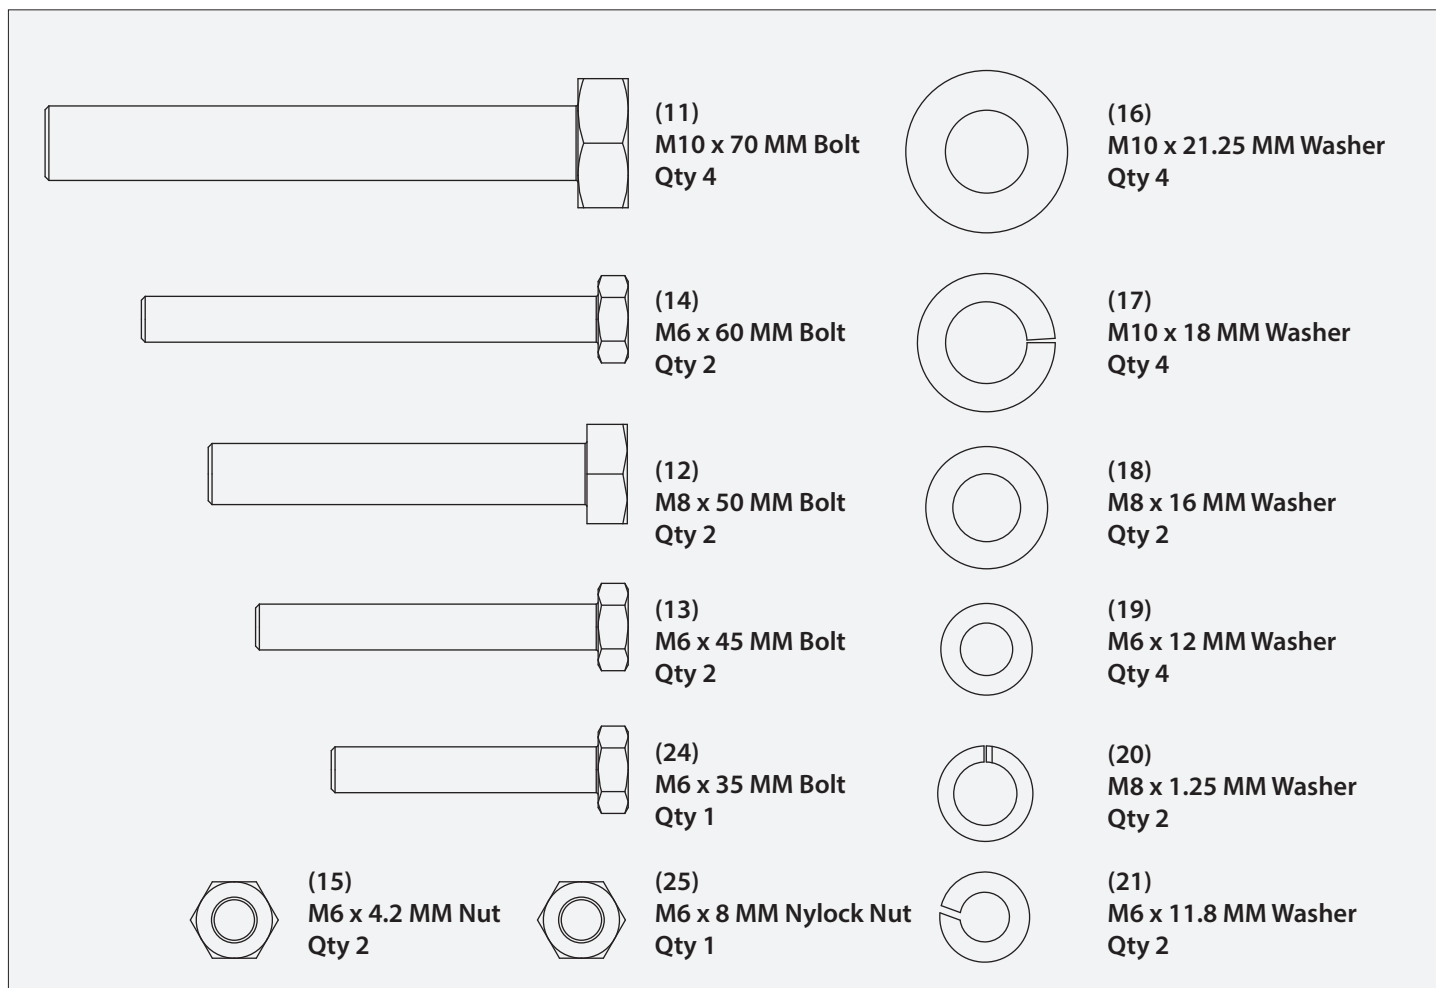 (11)
M10 x 70 MM Bolt
Qty 4
(16)
M10 x 21.25 MM Washer
Qty 4
(14)
M6 x 60 MM Bolt
Qty 2
(17)
M10 x 18 MM Washer
Qty 4
(12)
M8 x 50 MM Bolt
Qty 2
(18)
M8 x 16 MM Washer
Qty 2
(13)
M6 x 45 MM Bolt
Qty 2
(19)
M6 x 12 MM Washer
Qty 4
(24)
M6 x 35 MM Bolt
Qty 1
(20)
M8 x 1.25 MM Washer
Qty 2
(15)
M6 x 4.2 MM Nut
Qty 2
(25)
M6 x 8 MM Nylock Nut
Qty 1
(21)
M6 x 11.8 MM Washer
Qty 2